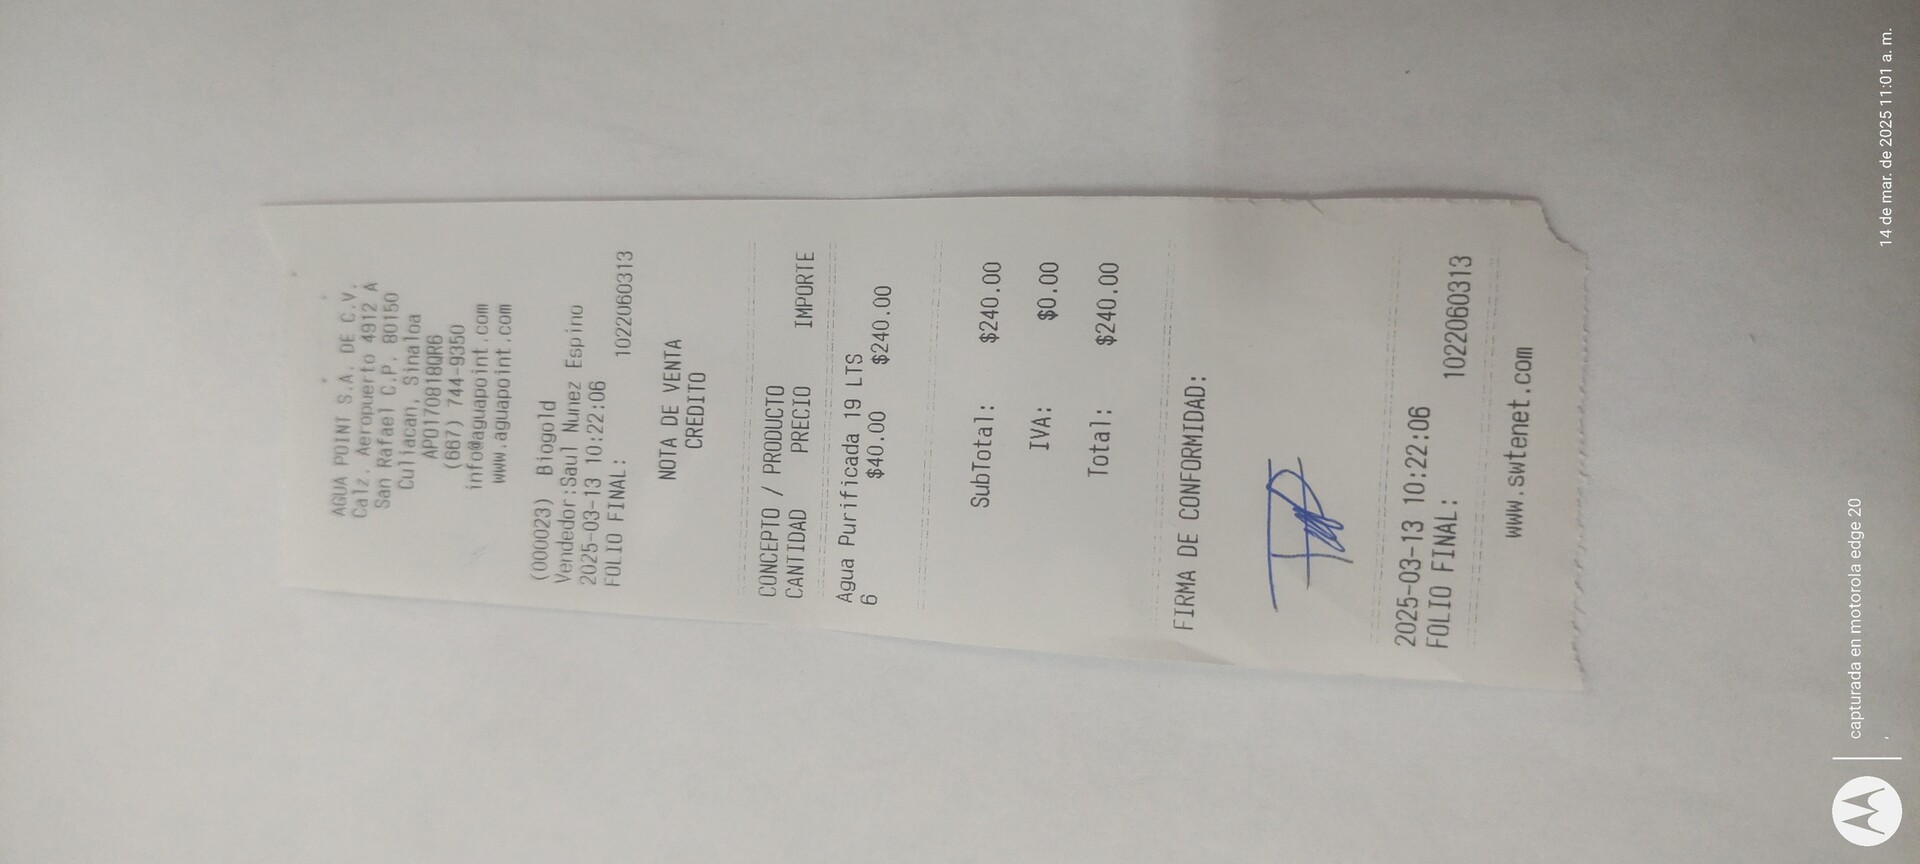 AGUA POINT S.A. DE C.V.
Calz. Aeropuerto 4912 A
San Rafael C.P. 80150
Culiacan, Sinaloa
APO170818QR6
(667) 744-9350
info@aguapoint.com
www.aguapoint.com
(000023) Biogold
Vendedor:Saul Nunez Espino
2025-03-13 10:22:06
FOLIO FINAL: 1022060313
NOTA DE VENTA
CREDITO
CONCEPTO / PRODUCTO
CANTIDAD PRECIO IMPORTE
Agua Purificada 19 LTS
6 $40.00 $240.00
SubTotal: $240.00
IVA: $0.00
Total: $240.00
FIRMA DE CONFORMIDAD:
2025-03-13 10:22:06
FOLIO FINAL: 1022060313
www.swtenet.com
capturada en motorola edge 20
14 de mar. de 2025 11:01 a. m.